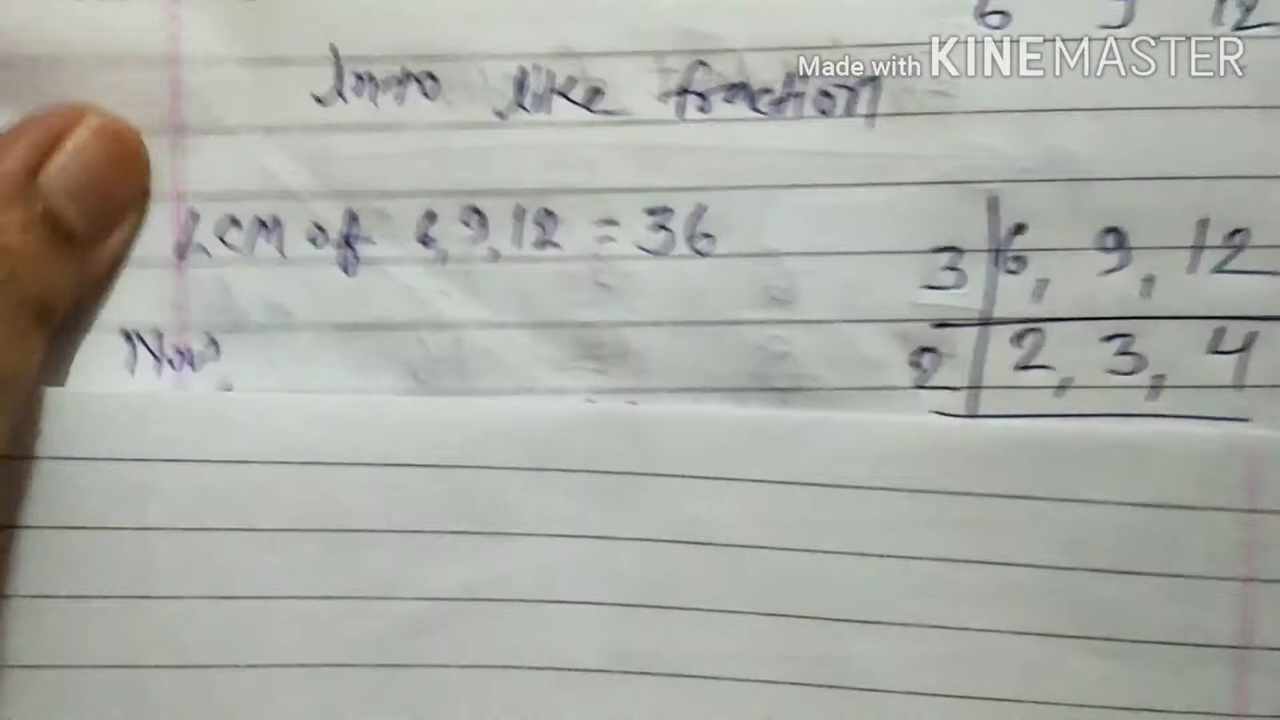 6 9 12
Made with KINEMASTER
Into like fraction
LCM of 6, 9, 12 = 36
3 6, 9, 12
Now,
2 2, 3, 4